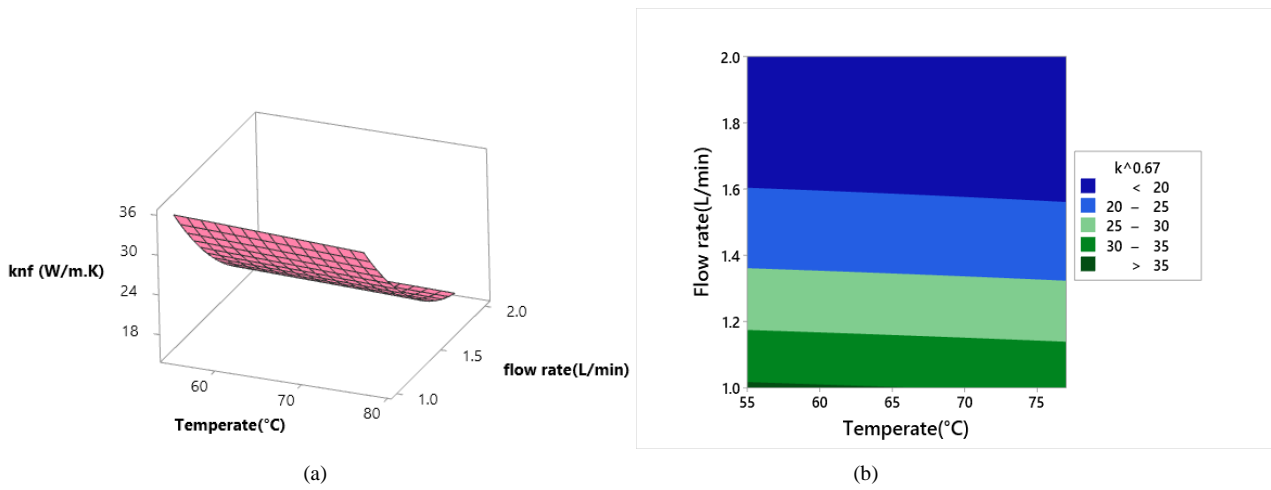 36
30
24
18
knf (W/m.K)
60
70
80
Temperate(°C)
1.0
1.5
2.0
flow rate(L/min)
(a)
2.0
1.8
1.6
1.4
1.2
1.0
Flow rate(L/min)
55
60
65
70
75
Temperate(°C)
k^0.67
< 20
20 – 25
25 – 30
30 – 35
> 35
(b)